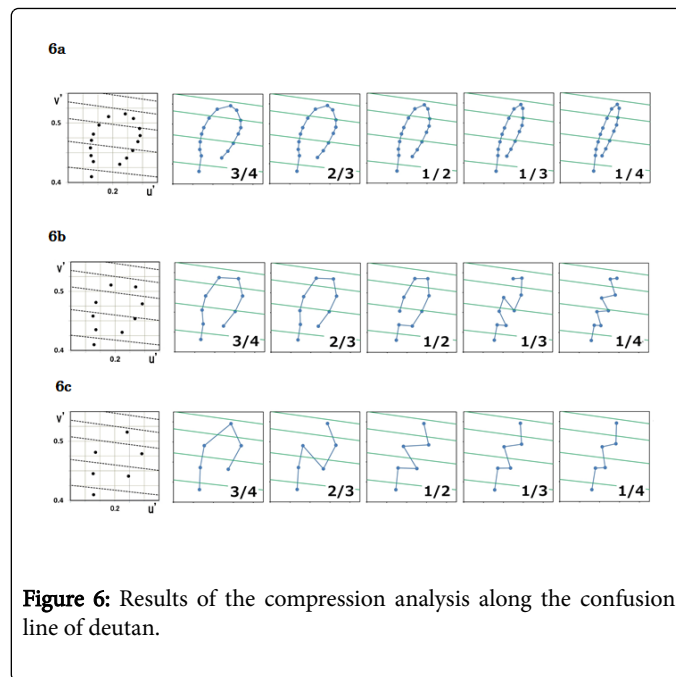 6a
v'
0.5
0.4
0.2
u'
3/4
2/3
1/2
1/3
1/4
6b
v'
0.5
0.4
0.2
u'
3/4
2/3
1/2
1/3
1/4
6c
v'
0.5
0.4
0.2
u'
3/4
2/3
1/2
1/3
1/4
Figure 6: Results of the compression analysis along the confusion
line of deutan.